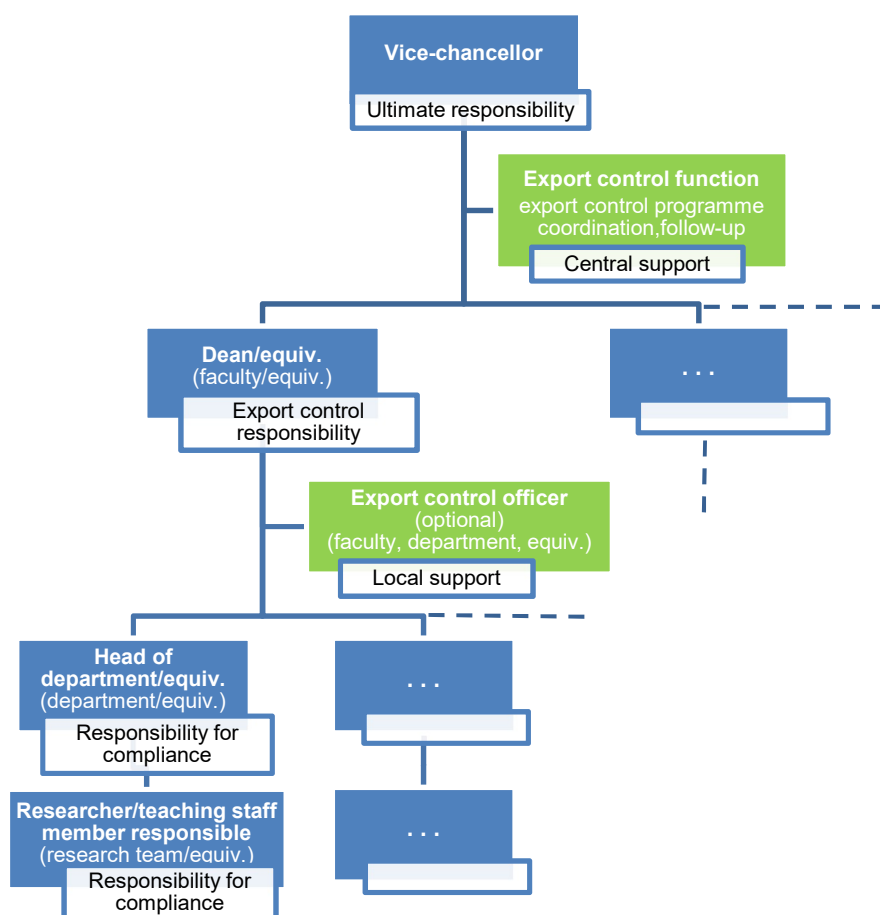 Vice-chancellor
Ultimate responsibility
Export control function
export control programme
coordination,follow-up
Central support
Dean/equiv.
(faculty/equiv.)
Export control
responsibility
. . .
Export control officer
(optional)
(faculty, department, equiv.)
Local support
Head of
department/equiv.
(department/equiv.)
Responsibility for
compliance
. . .
Researcher/teaching staff
member responsible
(research team/equiv.)
Responsibility for
compliance
. . .